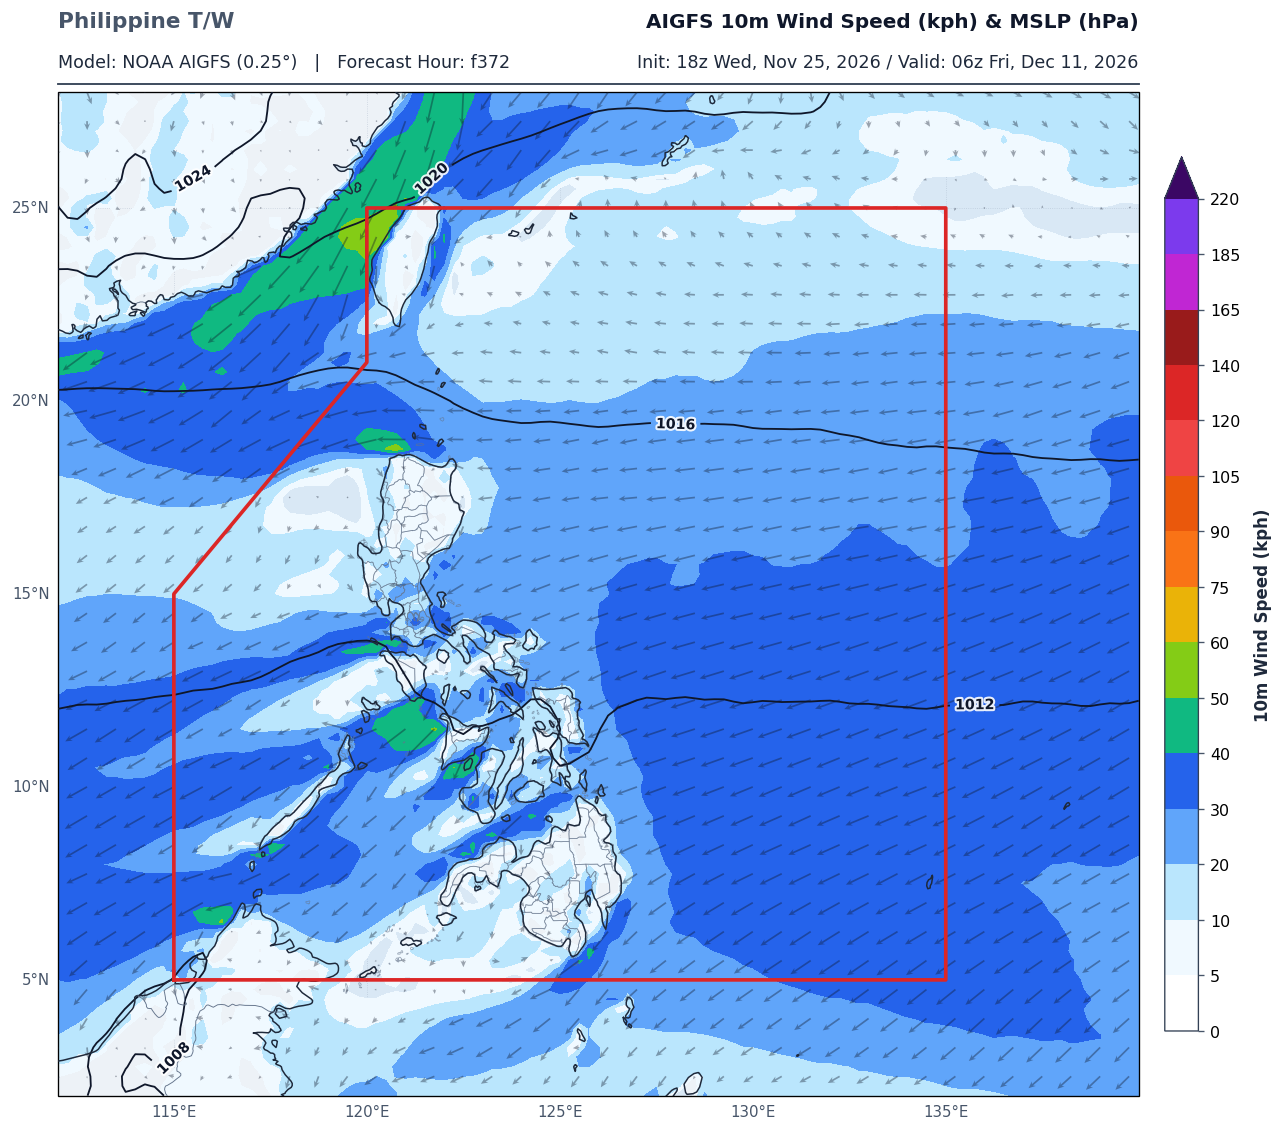 Philippine T/W
AIGFS 10m Wind Speed (kph) & MSLP (hPa)
Model: NOAA AIGFS (0.25°) | Forecast Hour: f372
Init: 18z Wed, Nov 25, 2026 / Valid: 06z Fri, Dec 11, 2026
1024
1020
1016
1012
1008
25°N
20°N
15°N
10°N
5°N
115°E
120°E
125°E
130°E
135°E
220
185
165
140
120
105
90
75
60
50
40
30
20
10
5
0
10m Wind Speed (kph)